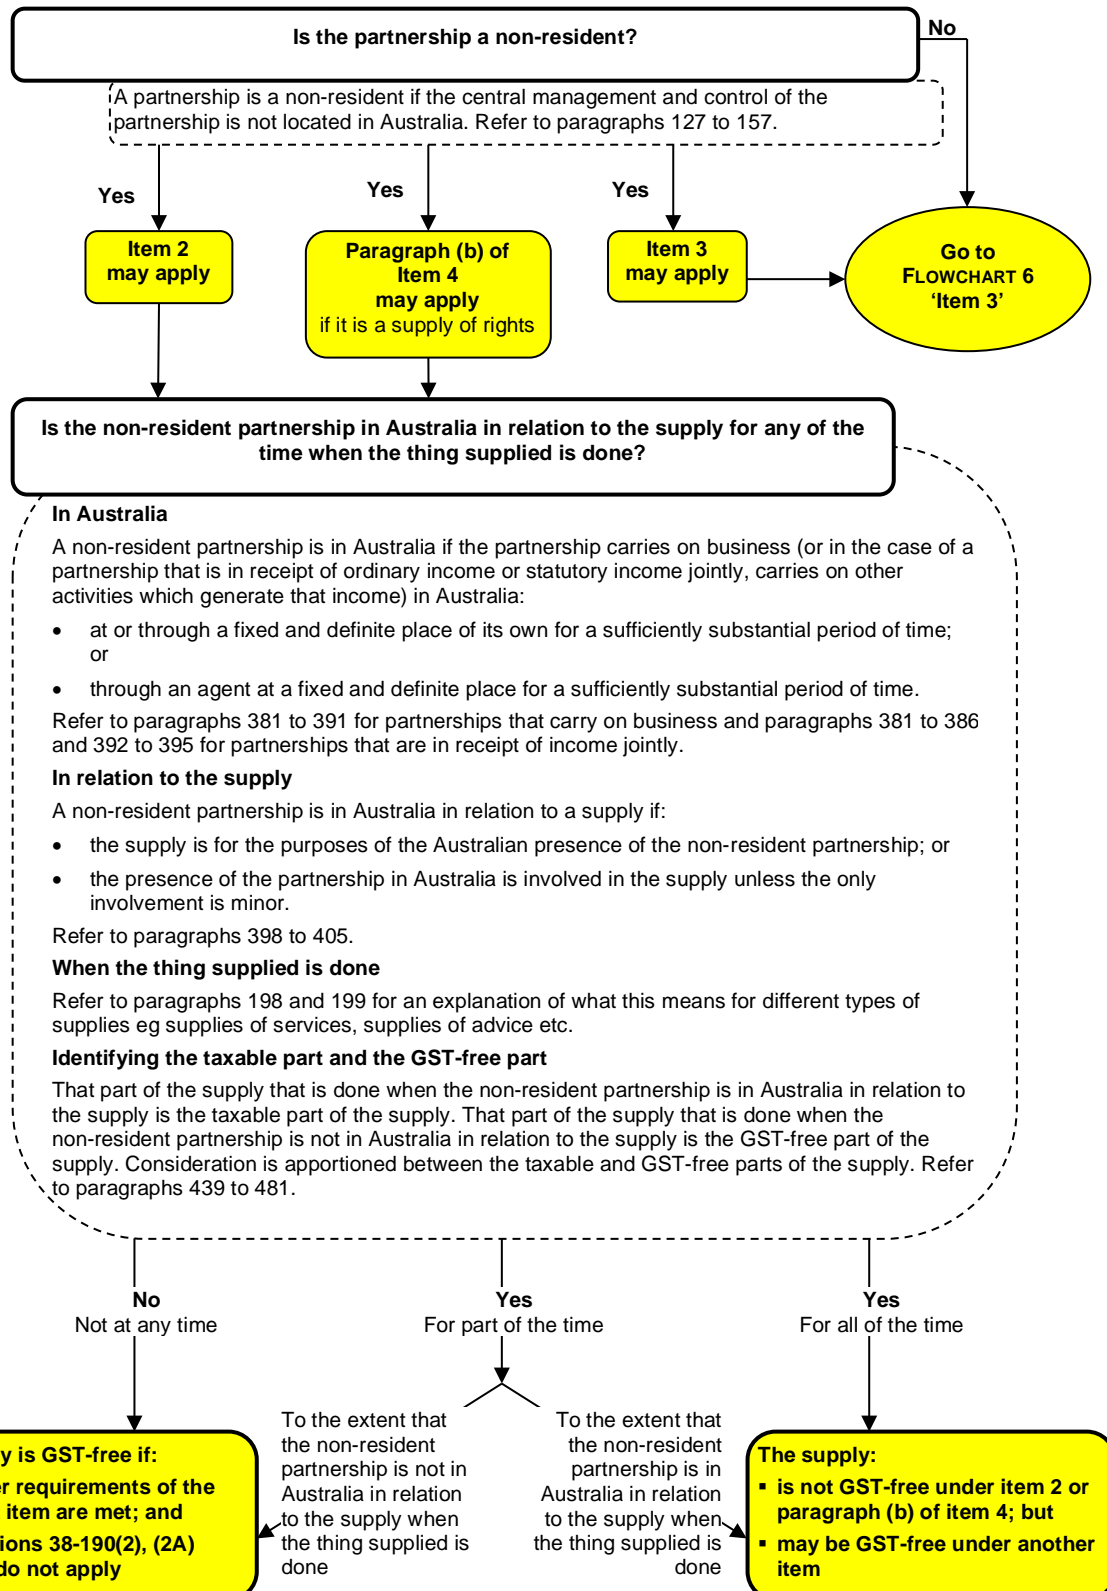 Is the partnership a non-resident?
No
A partnership is a non-resident if the central management and control of the
partnership is not located in Australia. Refer to paragraphs 127 to 157.
Yes
Yes
Yes
Item 2
may apply
Paragraph (b) of
Item 4
may apply
if it is a supply of rights
Item 3
may apply
Go to
FLOWCHART 6
‘Item 3’
Is the non-resident partnership in Australia in relation to the supply for any of the
time when the thing supplied is done?
In Australia
A non-resident partnership is in Australia if the partnership carries on business (or in the case of a
partnership that is in receipt of ordinary income or statutory income jointly, carries on other
activities which generate that income) in Australia:
• at or through a fixed and definite place of its own for a sufficiently substantial period of time;
or
• through an agent at a fixed and definite place for a sufficiently substantial period of time.
Refer to paragraphs 381 to 391 for partnerships that carry on business and paragraphs 381 to 386
and 392 to 395 for partnerships that are in receipt of income jointly.
In relation to the supply
A non-resident partnership is in Australia in relation to a supply if:
• the supply is for the purposes of the Australian presence of the non-resident partnership; or
• the presence of the partnership in Australia is involved in the supply unless the only
involvement is minor.
Refer to paragraphs 398 to 405.
When the thing supplied is done
Refer to paragraphs 198 and 199 for an explanation of what this means for different types of
supplies eg supplies of services, supplies of advice etc.
Identifying the taxable part and the GST-free part
That part of the supply that is done when the non-resident partnership is in Australia in relation to
the supply is the taxable part of the supply. That part of the supply that is done when the
non-resident partnership is not in Australia in relation to the supply is the GST-free part of the
supply. Consideration is apportioned between the taxable and GST-free parts of the supply. Refer
to paragraphs 439 to 481.
No
Not at any time
Yes
For part of the time
Yes
For all of the time
is GST-free if:
requirements of the
item are met; and
38-190(2), (2A)
do not apply
To the extent that
the non-resident
partnership is not in
Australia in relation
to the supply when
the thing supplied is
done
To the extent that
the non-resident
partnership is in
Australia in relation
to the supply when
the thing supplied is
done
The supply:
▪ is not GST-free under item 2 or
paragraph (b) of item 4; but
▪ may be GST-free under another
item